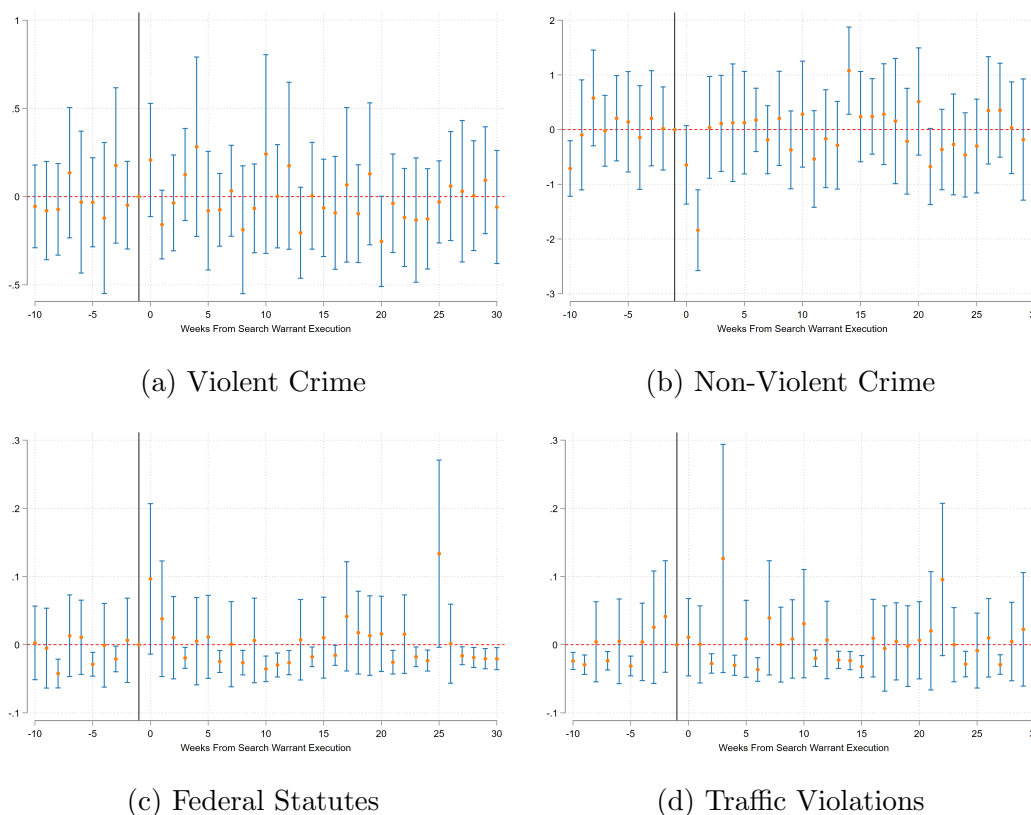 1
.5
0
-.5
-10 -5 0 5 10 15 20 25 30
Weeks From Search Warrant Execution
(a) Violent Crime
2
1
0
-1
-2
-3
-10 -5 0 5 10 15 20 25
Weeks From Search Warrant Execution
(b) Non-Violent Crime
.3
.2
.1
0
-.1
-10 -5 0 5 10 15 20 25 30
Weeks From Search Warrant Execution
(c) Federal Statutes
.3
.2
.1
0
-.1
-10 -5 0 5 10 15 20 25
Weeks From Search Warrant Execution
(d) Traffic Violations